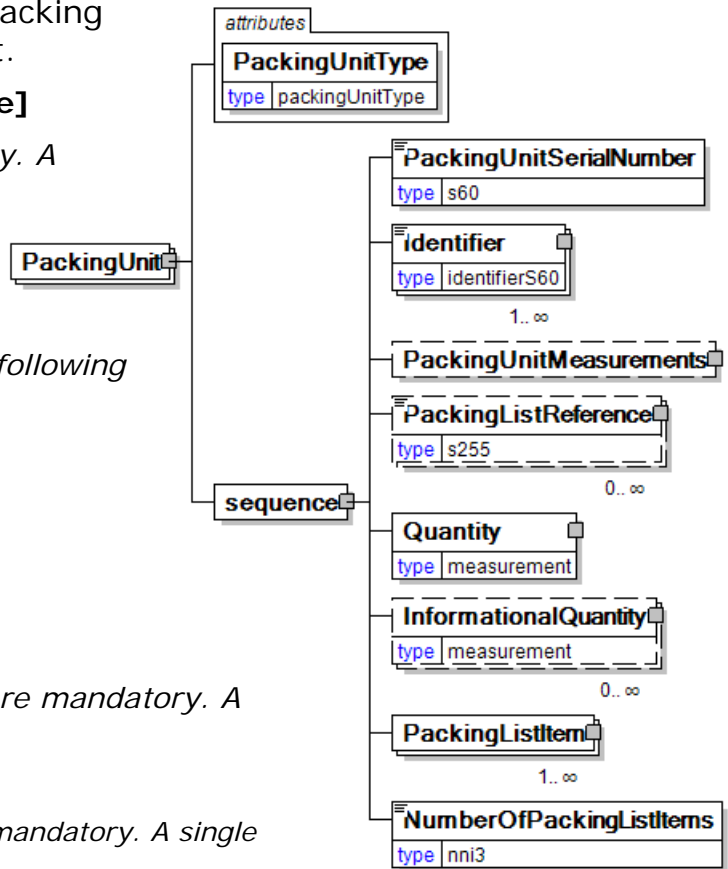 acking
t.
e]
y. A
following
re mandatory. A
mandatory. A single
attributes
PackingUnitType
type packingUnitType
PackingUnit
sequence
PackingUnitSerialNumber
type s60
Identifier
type identifierS60
1.. ∞
PackingUnitMeasurements
PackingListReference
type s255
0.. ∞
Quantity
type measurement
InformationalQuantity
type measurement
0.. ∞
PackingListItem
1.. ∞
NumberOfPackingListItems
type nni3